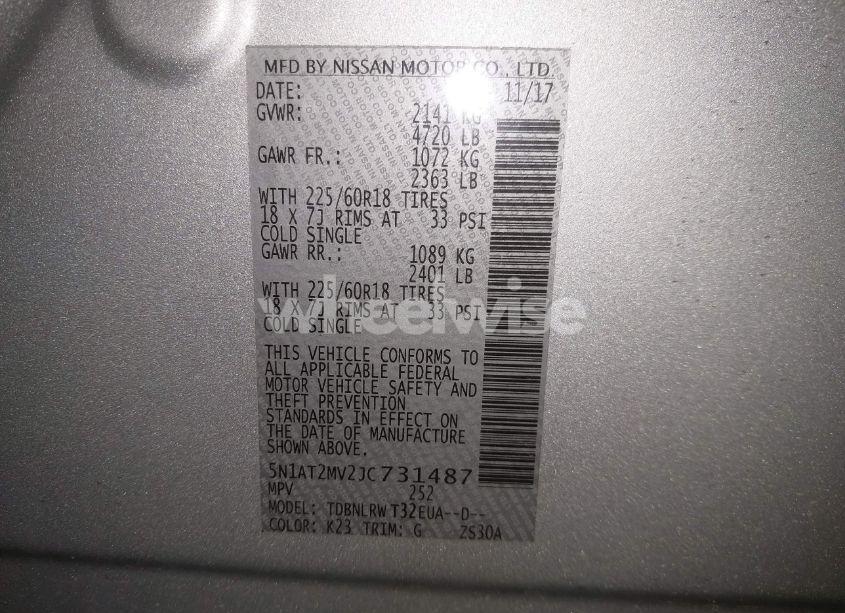 MFD BY NISSAN MOTOR CO., LTD
DATE: 11/17
GVWR: 2141 KG
4720 LB
GAWR FR.: 1072 KG
2363 LB
WITH 225/60R18 TIRES
18 X 7J RIMS AT 33 PSI
COLD SINGLE
GAWR RR.: 1089 KG
2401 LB
WITH 225/60R18 TIRES
18 X 7J RIMS AT 33 PSI
COLD SINGLE
wheelwise
THIS VEHICLE CONFORMS TO
ALL APPLICABLE FEDERAL
MOTOR VEHICLE SAFETY AND
THEFT PREVENTION
STANDARDS IN EFFECT ON
THE DATE OF MANUFACTURE
SHOWN ABOVE.
5N1AT2MV2JC731487
MPV 252
MODEL: TDBNLRW T32EUA--D--
COLOR: K23 TRIM: G ZS30A